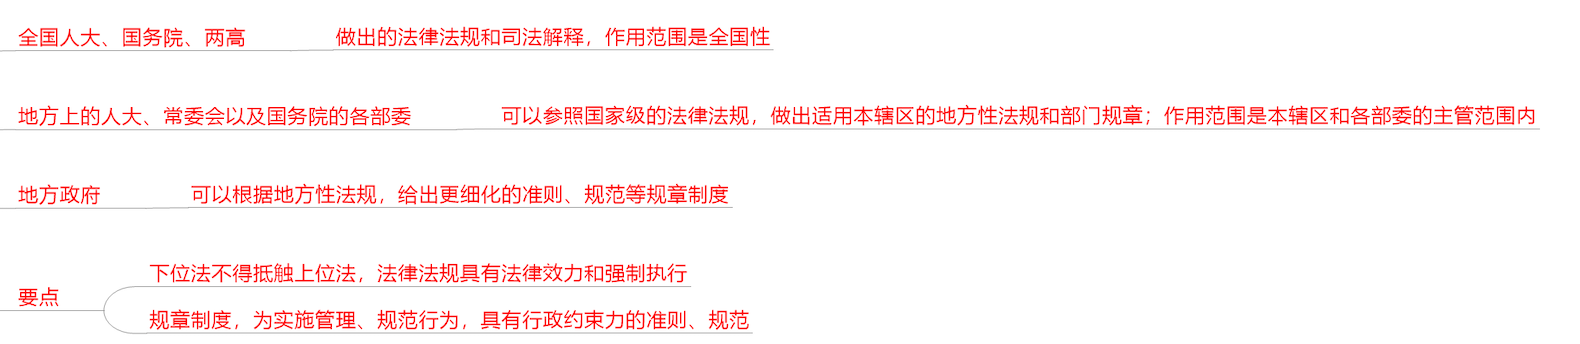 全国人大、国务院、两高 做出的法律法规和司法解释，作用范围是全国性
地方上的人大、常委会以及国务院的各部委 可以参照国家级的法律法规，做出适用本辖区的地方性法规和部门规章；作用范围是本辖区和各部委的主管范围内
地方政府 可以根据地方性法规，给出更细化的准则、规范等规章制度
要点
下位法不得抵触上位法，法律法规具有法律效力和强制执行
规章制度，为实施管理、规范行为，具有行政约束力的准则、规范